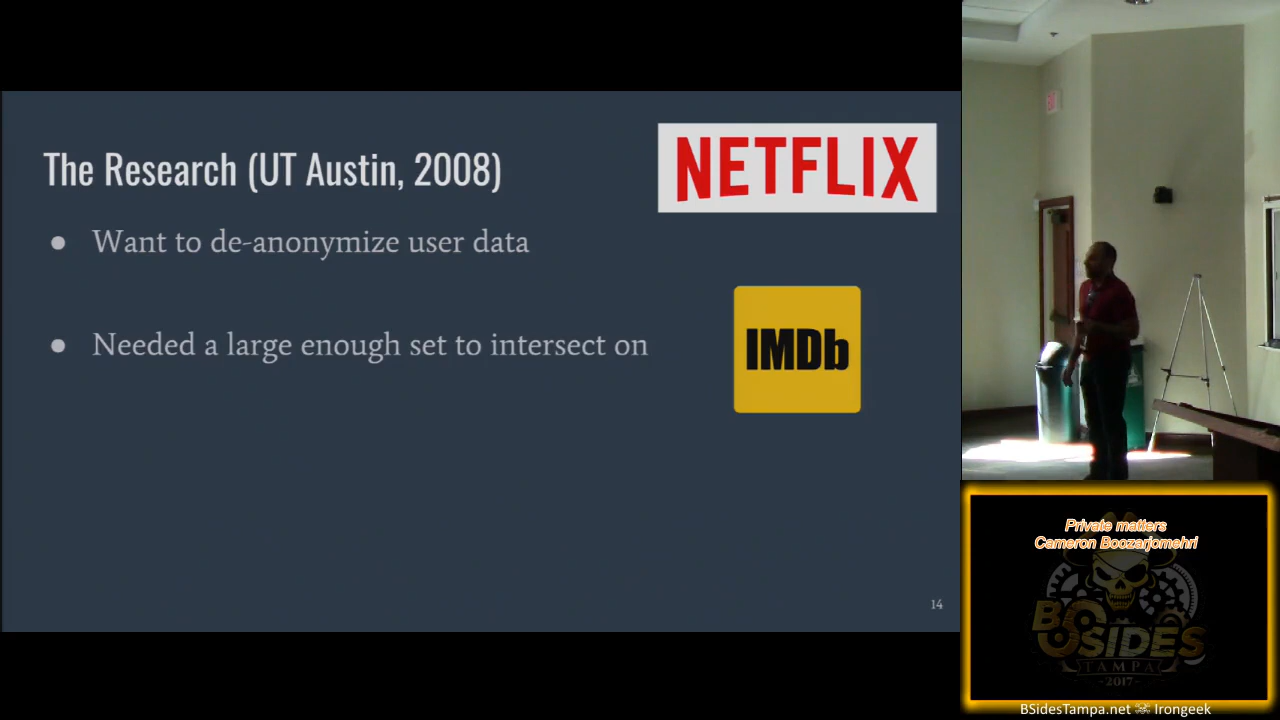 The Research (UT Austin, 2008)
NETFLIX
● Want to de-anonymize user data
IMDb
● Needed a large enough set to intersect on
14
Private matters
Cameron Boozarjomehri
BSIDES
TAMPA
-2017-
BSidesTampa.net ☠ Irongeek